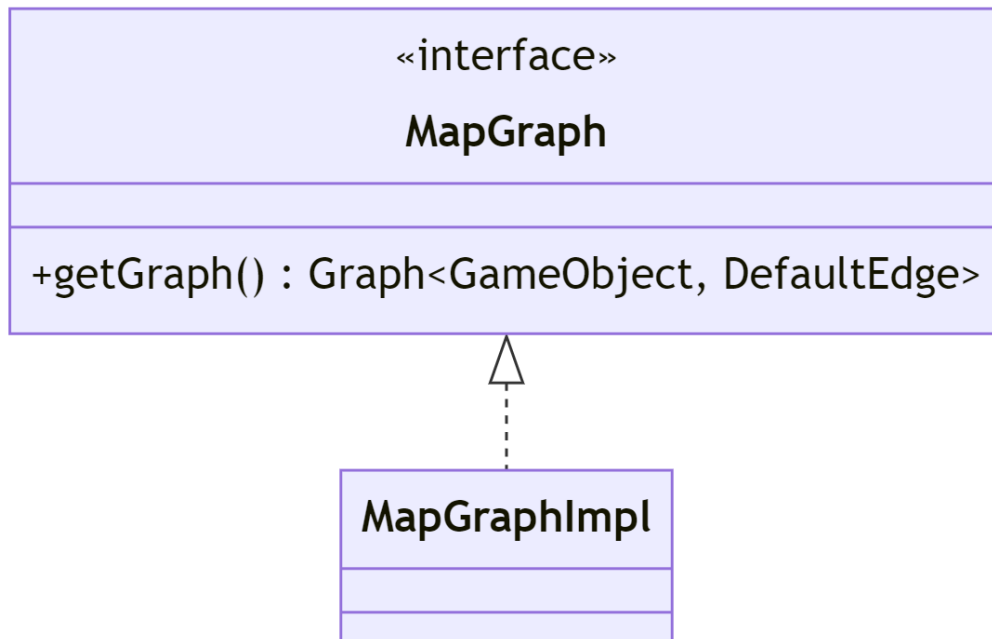 «interface»
MapGraph
+getGraph() : Graph<GameObject, DefaultEdge>
MapGraphImpl